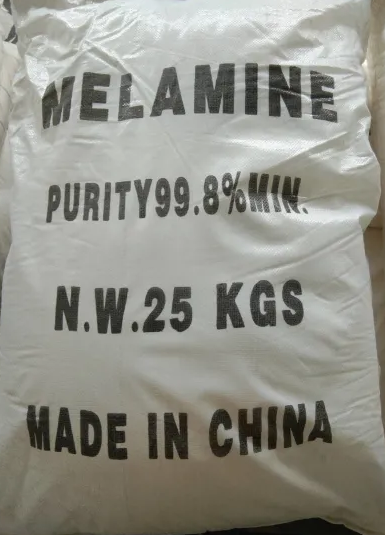 MELAMINE
PURITY99.8%MIN.
N.W.25 KGS
MADE IN CHINA